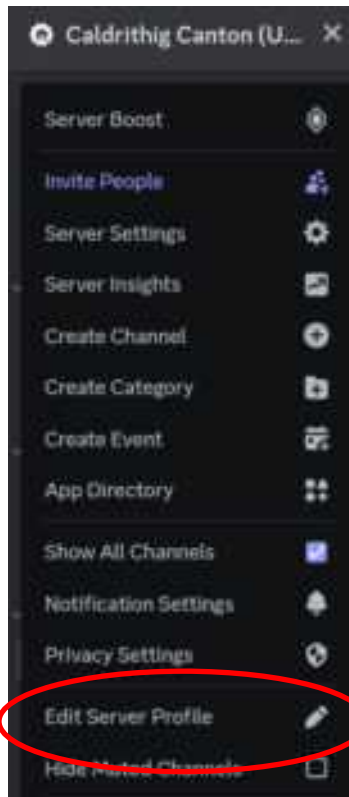 Caldrithig Canton (U...
Server Boost
Invite People
Server Settings
Server Insights
Create Channel
Create Category
Create Event
App Directory
Show All Channels
Notification Settings
Privacy Settings
Edit Server Profile
Hide Muted Channels